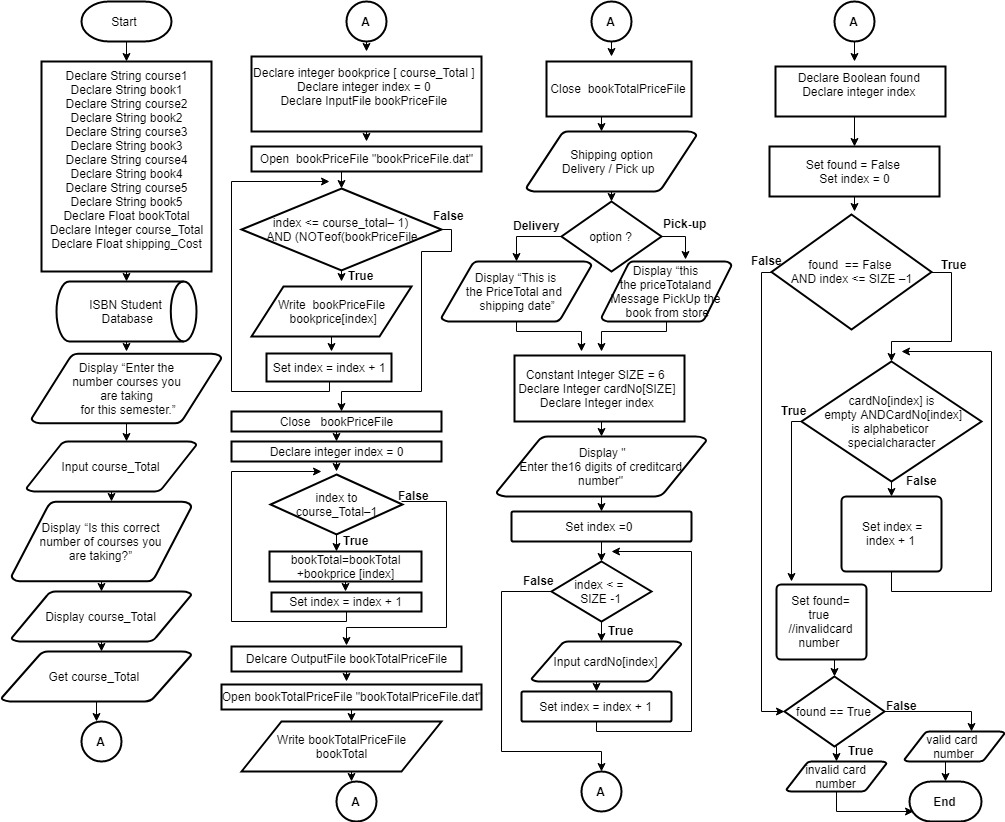 Start
Declare String course1
Declare String book1
Declare String course2
Declare String book2
Declare String course3
Declare String book3
Declare String course4
Declare String book4
Declare String course5
Declare String book5
Declare Float bookTotal
Declare Integer course_Total
Declare Float shipping_Cost
ISBN Student
Database
Display “Enter the
number courses you
are taking
for this semester.”
Input course_Total
Display “Is this correct
number of courses you
are taking?”
Display course_Total
Get course_Total
A
A
Declare integer bookprice [ course_Total ]
Declare integer index = 0
Declare InputFile bookPriceFile
Open bookPriceFile "bookPriceFile.dat"
index <= course_total– 1)
AND (NOTeof(bookPriceFile
False
True
Write bookPriceFile
bookprice[index]
Set index = index + 1
Close bookPriceFile
Declare integer index = 0
index to
course_Total–1
False
True
bookTotal=bookTotal
+bookprice [index]
Set index = index + 1
Delcare OutputFile bookTotalPriceFile
Open bookTotalPriceFile "bookTotalPriceFile.dat"
Write bookTotalPriceFile
bookTotal
A
A
Close bookTotalPriceFile
Shipping option
Delivery / Pick up
Delivery
option ?
Pick-up
Display “This is
the PriceTotal and
shipping date”
Display “this
the priceTotaland
Message PickUp the
book from store
Constant Integer SIZE = 6
Declare Integer cardNo[SIZE]
Declare Integer index
Display "
Enter the16 digits of creditcard
number"
Set index =0
False
index < =
SIZE -1
True
Input cardNo[index]
Set index = index + 1
A
A
Declare Boolean found
Declare integer index
Set found = False
Set index = 0
False
found == False
AND index <= SIZE –1
True
True
cardNo[index] is
empty ANDCardNo[index]
is alphabeticor
specialcharacter
False
Set index =
index + 1
Set found=
true
//invalidcard
number
found == True
False
True
valid card
number
invalid card
number
End